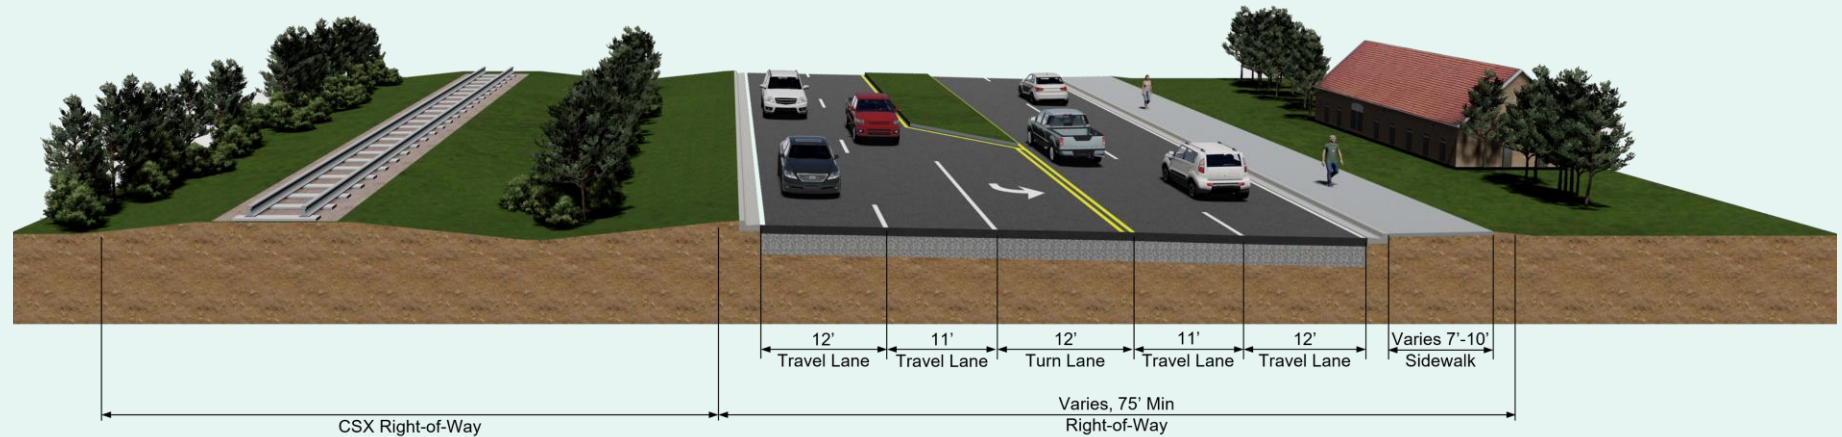 12’
Travel Lane
11’
Travel Lane
12’
Turn Lane
11’
Travel Lane
12’
Travel Lane
Varies 7’-10’
Sidewalk
CSX Right-of-Way
Varies, 75’ Min
Right-of-Way